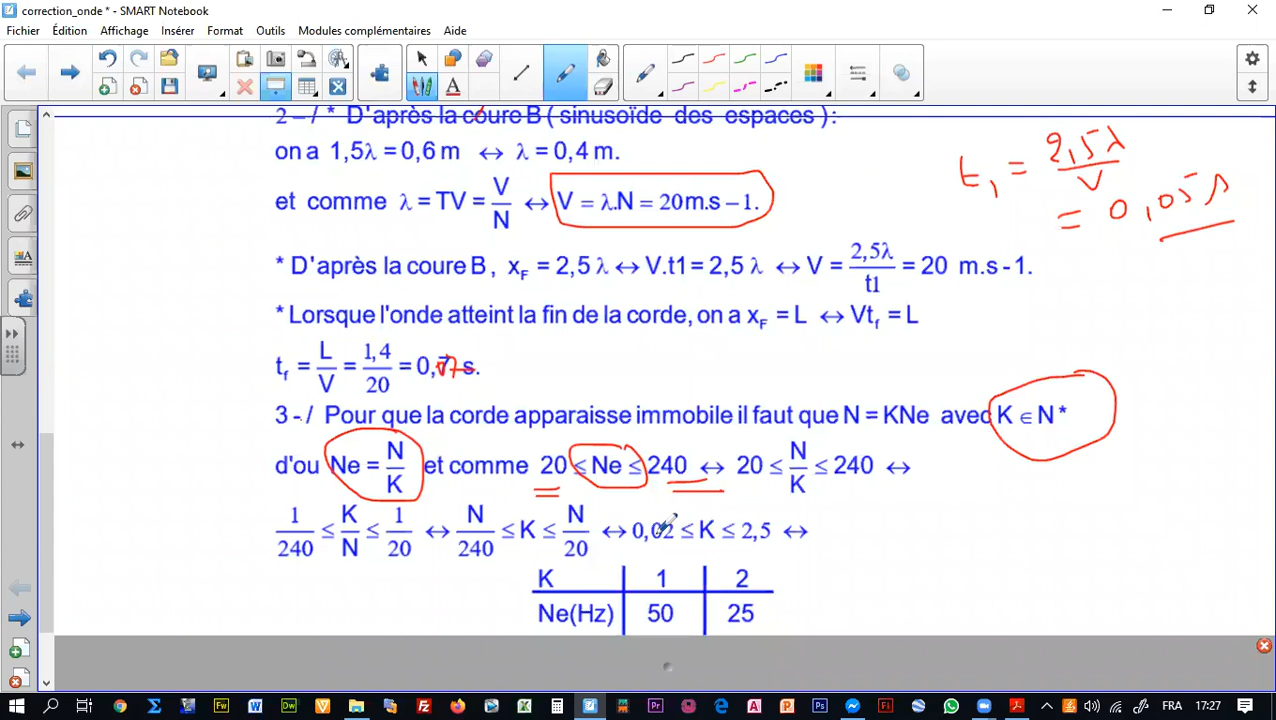 correction_onde * - SMART Notebook
Fichier Édition Affichage Insérer Format Outils Modules complémentaires Aide
2 – / * D'après la coure B ( sinusoïde des espaces ) :
on a 1,5λ = 0,6 m ↔ λ = 0,4 m.
et comme λ = TV = V/N ↔ V = λ.N = 20 m.s – 1.
t₁ = 2,5λ/V
= 0,05 s
* D'après la coure B , x_F = 2,5 λ ↔ V.t1 = 2,5 λ ↔ V = 2,5λ/t1 = 20 m.s - 1.
* Lorsque l'onde atteint la fin de la corde, on a x_F = L ↔ Vt_f = L
t_f = L/V = 1,4/20 = 0,7 s.
3 - / Pour que la corde apparaisse immobile il faut que N = KNe avec K ∈ N *
d'ou Ne = N/K et comme 20 ≤ Ne ≤ 240 ↔ 20 ≤ N/K ≤ 240 ↔
1/240 ≤ K/N ≤ 1/20 ↔ N/240 ≤ K ≤ N/20 ↔ 0,02 ≤ K ≤ 2,5 ↔
K 1 2
Ne(Hz) 50 25
FRA 17:27